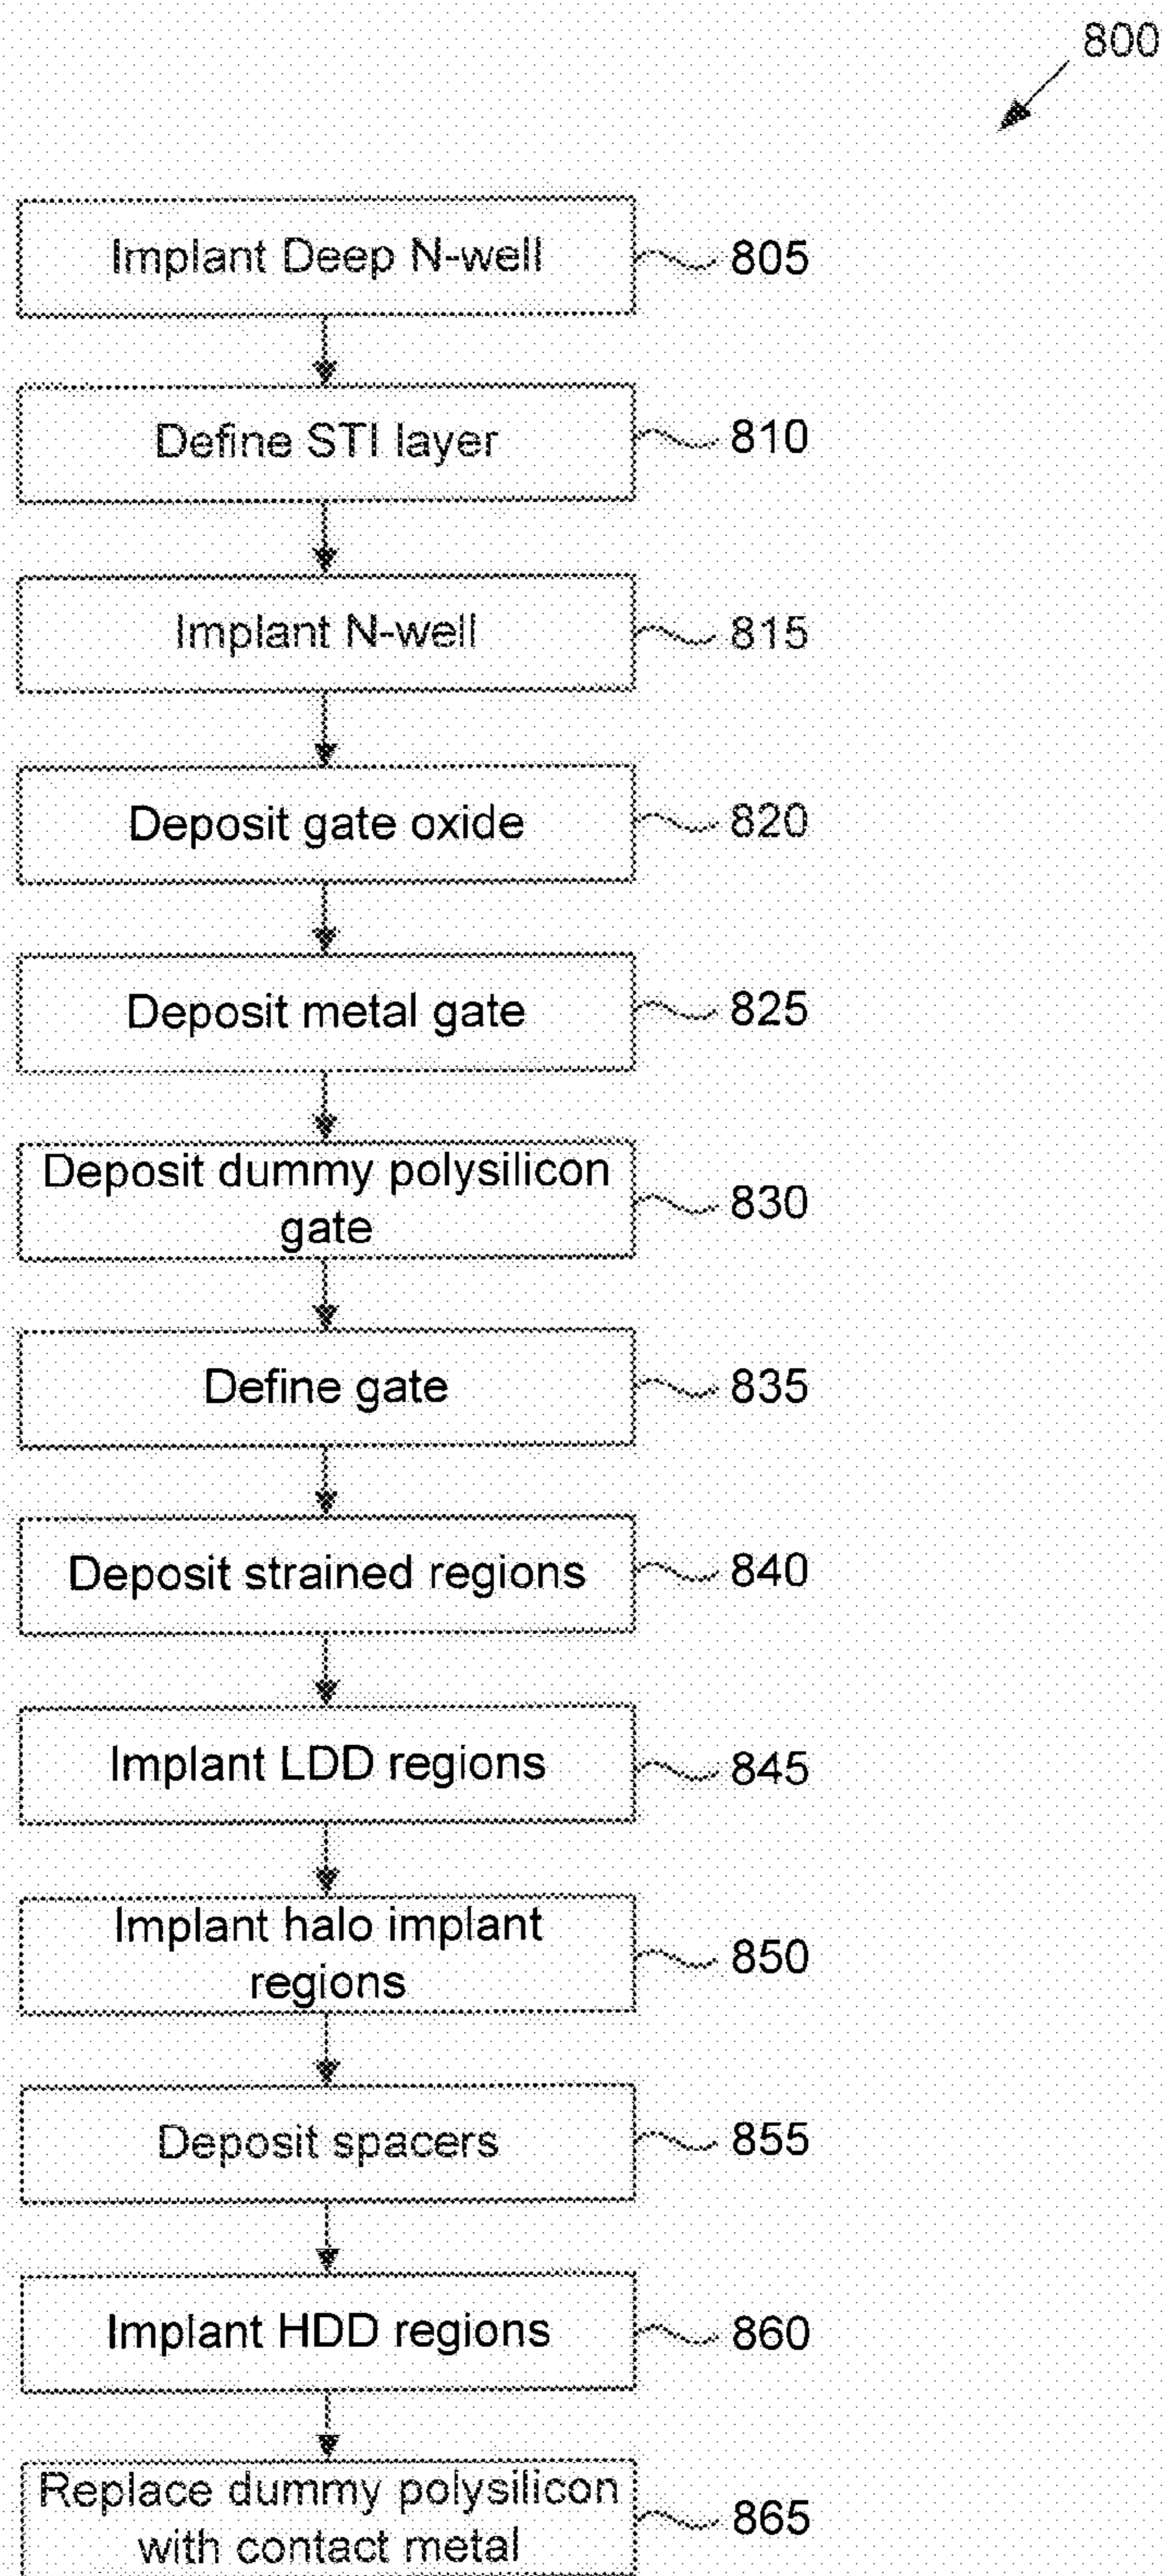 800
Implant Deep N-well
805
Define STI layer
810
Implant N-well
815
Deposit gate oxide
820
Deposit metal gate
825
Deposit dummy polysilicon
gate
830
Define gate
835
Deposit strained regions
840
Implant LDD regions
845
Implant halo implant
regions
850
Deposit spacers
855
Implant HDD regions
860
Replace dummy polysilicon
with contact metal
865